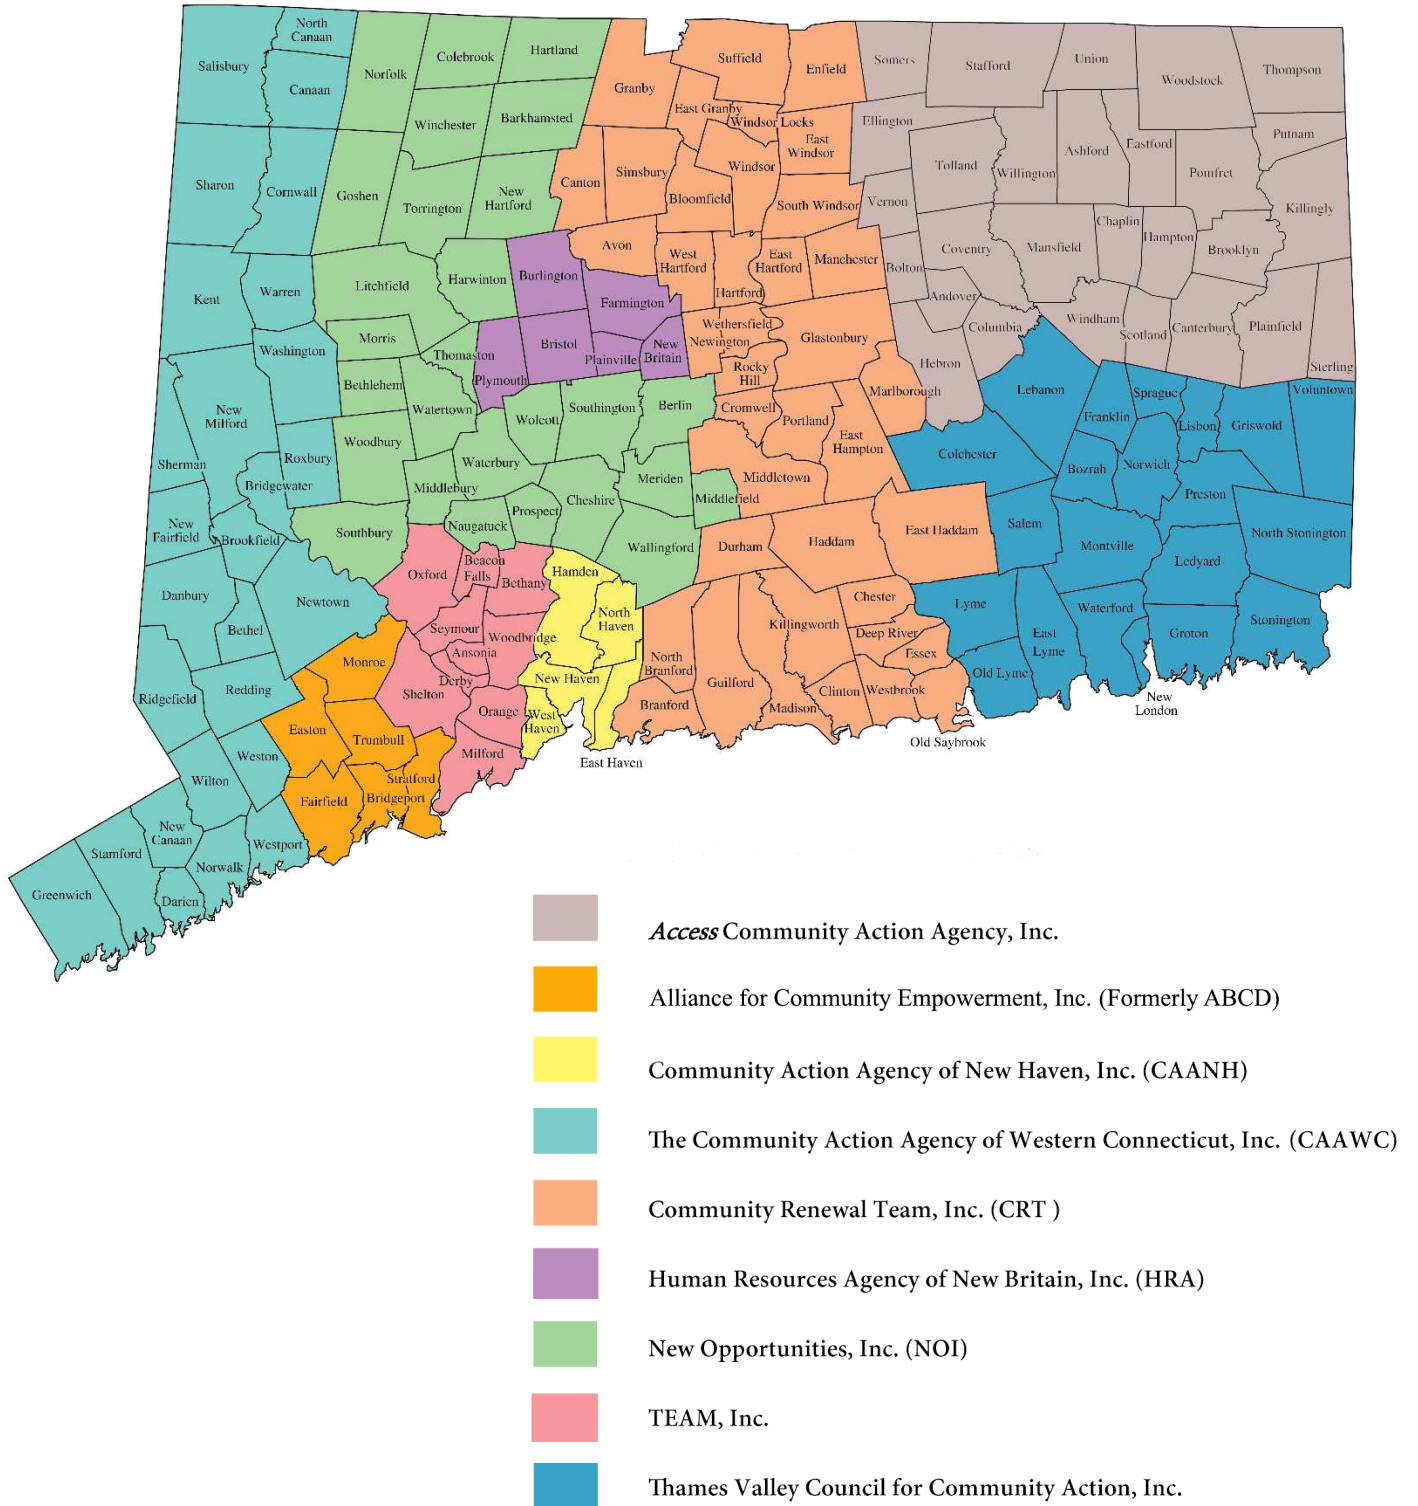 North
Canaan
Salisbury
Canaan
Norfolk
Colebrook
Hartland
Winchester
Barkhamsted
Granby
Suffield
East Granby
Windsor Locks
Enfield
East
Windsor
Somers
Stafford
Union
Woodstock
Thompson
Ellington
Tolland
Willington
Ashford
Eastford
Pomfret
Putnam
Killingly
Sharon
Cornwall
Goshen
Torrington
New
Hartford
Canton
Simsbury
Bloomfield
Windsor
South Windsor
Vernon
Avon
West
Hartford
Hartford
East
Hartford
Manchester
Bolton
Coventry
Andover
Mansfield
Chaplin
Hampton
Brooklyn
Kent
Warren
Litchfield
Harwinton
Burlington
Farmington
Wethersfield
Newington
Glastonbury
Columbia
Hebron
Windham
Scotland
Canterbury
Plainfield
Sterling
Washington
Morris
Thomaston
Plymouth
Bristol
Plainville
New
Britain
Rocky
Hill
Marlborough
Lebanon
Franklin
Sprague
Lisbon
Griswold
Voluntown
New
Milford
Bethlehem
Watertown
Wolcott
Southington
Berlin
Cromwell
Portland
East
Hampton
Colchester
Bozrah
Norwich
Preston
Sherman
Roxbury
Bridgewater
Woodbury
Middlebury
Waterbury
Cheshire
Meriden
Middlefield
Middletown
New
Fairfield
Brookfield
Southbury
Naugatuck
Prospect
Wallingford
Durham
Haddam
East Haddam
Salem
Montville
Ledyard
North Stonington
Danbury
Bethel
Newtown
Oxford
Beacon
Falls
Bethany
Hamden
North
Haven
Killingworth
Chester
Deep River
Essex
Lyme
East
Lyme
Waterford
Groton
Stonington
Seymour
Woodbridge
Ansonia
Derby
Shelton
Monroe
Ridgefield
Redding
Orange
New Haven
West
Haven
East Haven
North
Branford
Branford
Guilford
Madison
Clinton
Westbrook
Old Saybrook
Old Lyme
New
London
Easton
Trumbull
Milford
Weston
Wilton
Stratford
Bridgeport
Fairfield
New
Canaan
Westport
Norwalk
Stamford
Greenwich
Darien
Access Community Action Agency, Inc.
Alliance for Community Empowerment, Inc. (Formerly ABCD)
Community Action Agency of New Haven, Inc. (CAANH)
The Community Action Agency of Western Connecticut, Inc. (CAAWC)
Community Renewal Team, Inc. (CRT )
Human Resources Agency of New Britain, Inc. (HRA)
New Opportunities, Inc. (NOI)
TEAM, Inc.
Thames Valley Council for Community Action, Inc.